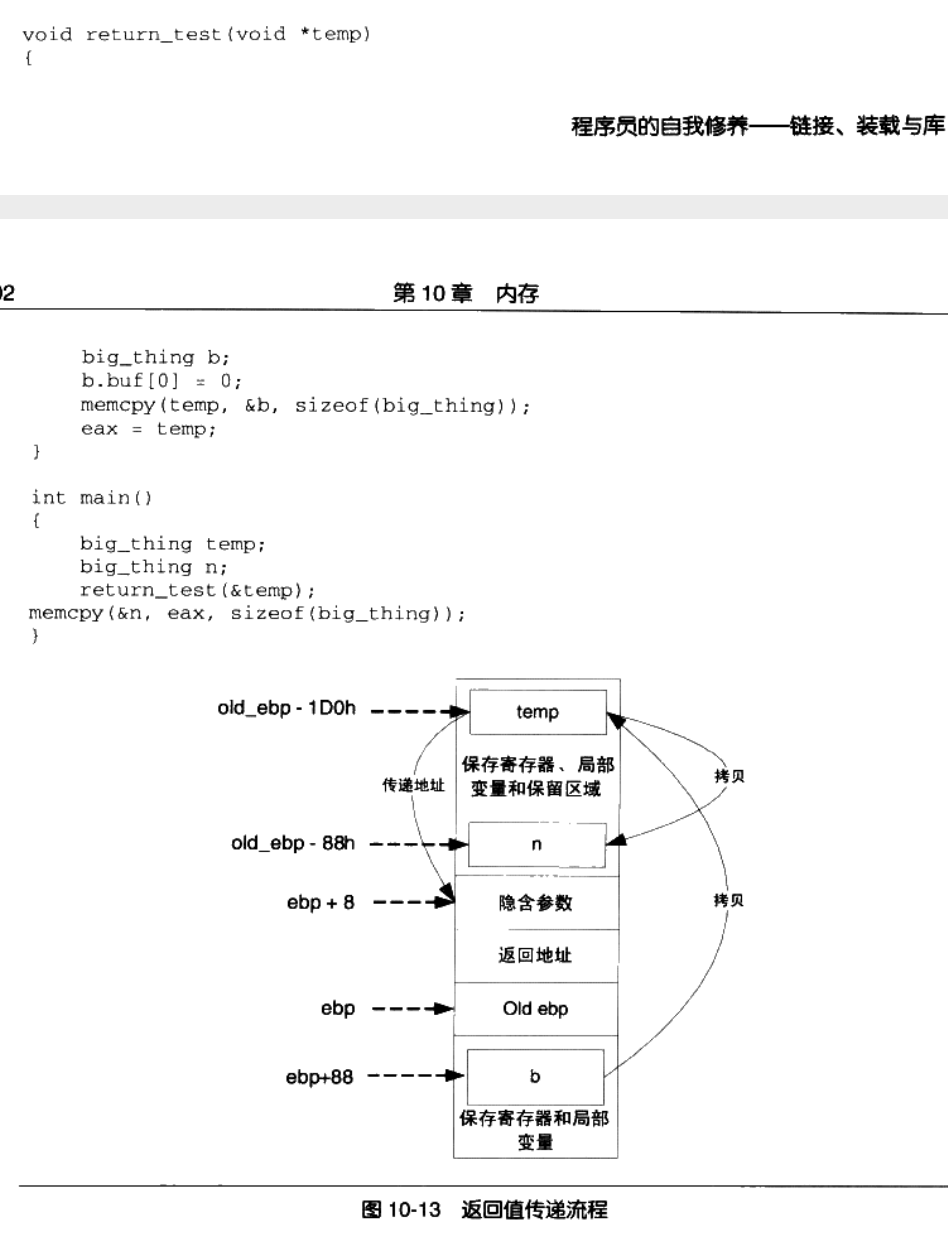 void return_test(void *temp)
{
程序员的自我修养——链接、装载与库
第 10 章 内存
big_thing b;
b.buf[0] = 0;
memcpy(temp, &b, sizeof(big_thing));
eax = temp;
}
int main()
{
big_thing temp;
big_thing n;
return_test(&temp);
memcpy(&n, eax, sizeof(big_thing));
}
old_ebp - 1D0h
temp
传递地址
保存寄存器、局部
变量和保留区域
拷贝
old_ebp - 88h
n
ebp + 8
隐含参数
拷贝
返回地址
ebp
Old ebp
ebp+88
b
保存寄存器和局部
变量
图 10-13 返回值传递流程